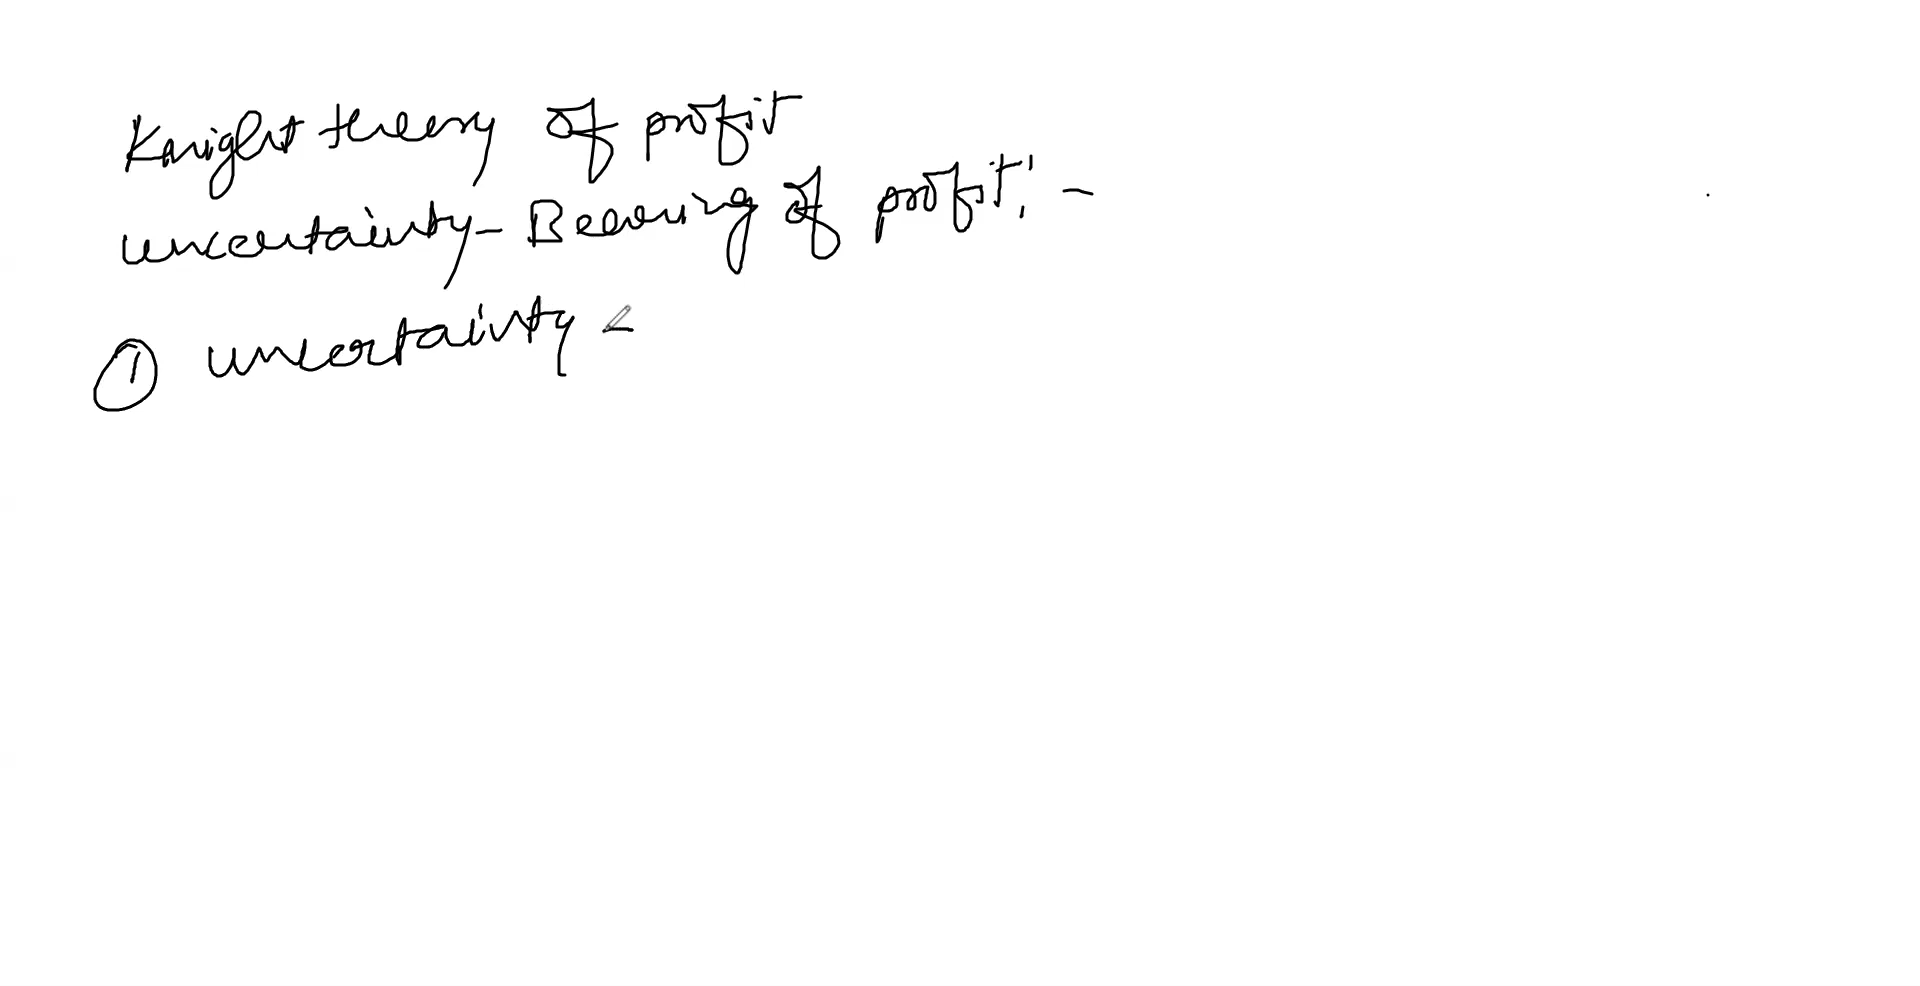 Knight theory of profit
uncertainty - Bearing of profit! -
① uncertainty -